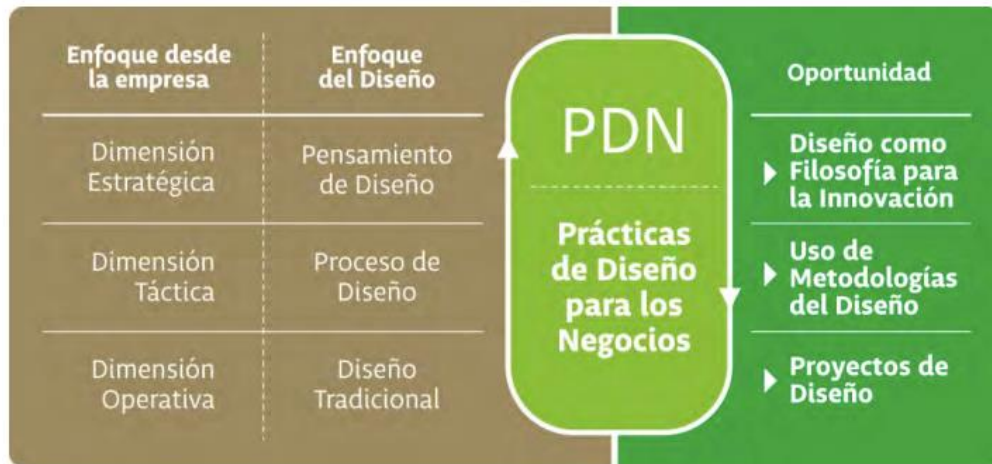 Enfoque desde
la empresa
Enfoque
del Diseño
Dimensión
Estratégica
Pensamiento
de Diseño
Dimensión
Táctica
Proceso de
Diseño
Dimensión
Operativa
Diseño
Tradicional
PDN
Prácticas
de Diseño
para los
Negocios
Oportunidad
Diseño como
Filosofía para
la Innovación
Uso de
Metodologías
del Diseño
Proyectos de
Diseño